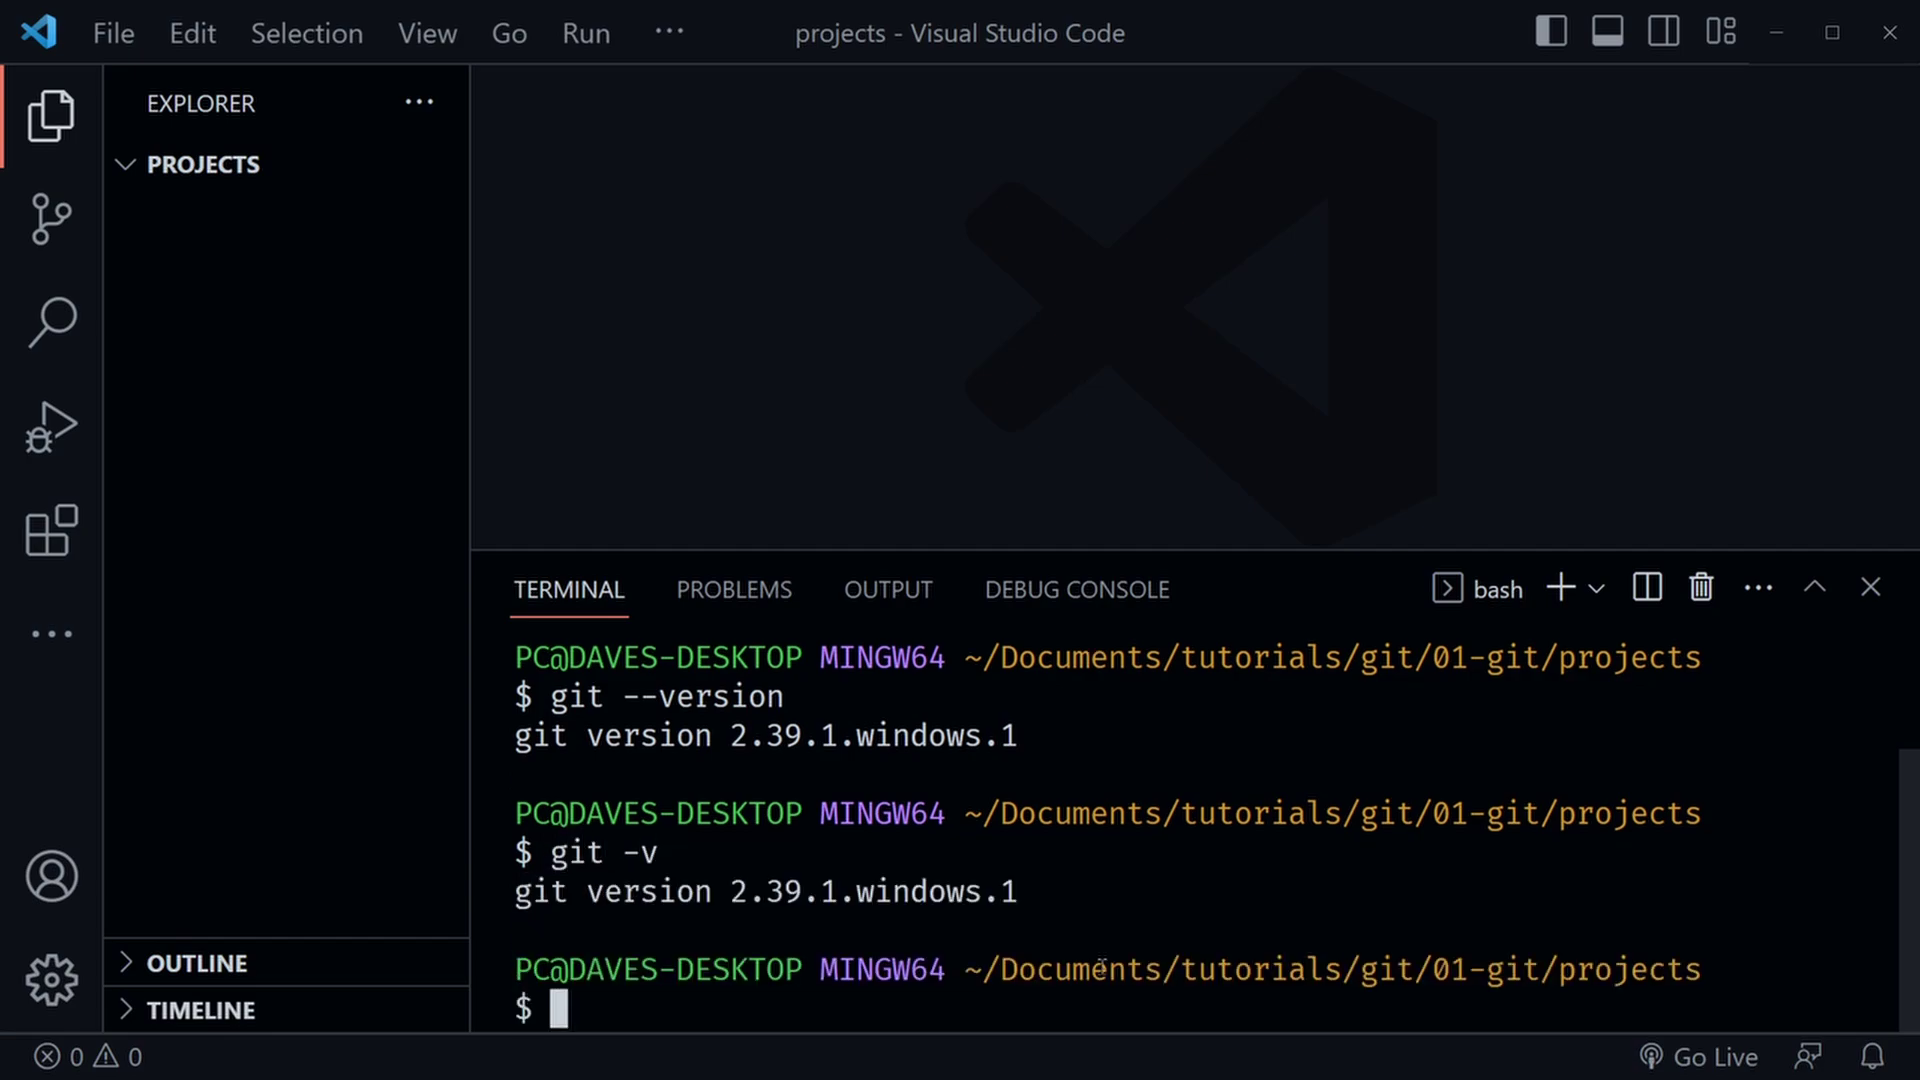 File Edit Selection View Go Run ··· projects - Visual Studio Code
EXPLORER ···
PROJECTS
TERMINAL PROBLEMS OUTPUT DEBUG CONSOLE bash
PC@DAVES-DESKTOP MINGW64 ~/Documents/tutorials/git/01-git/projects
$ git --version
git version 2.39.1.windows.1
PC@DAVES-DESKTOP MINGW64 ~/Documents/tutorials/git/01-git/projects
$ git -v
git version 2.39.1.windows.1
PC@DAVES-DESKTOP MINGW64 ~/Documents/tutorials/git/01-git/projects
$
OUTLINE
TIMELINE
0 0 Go Live